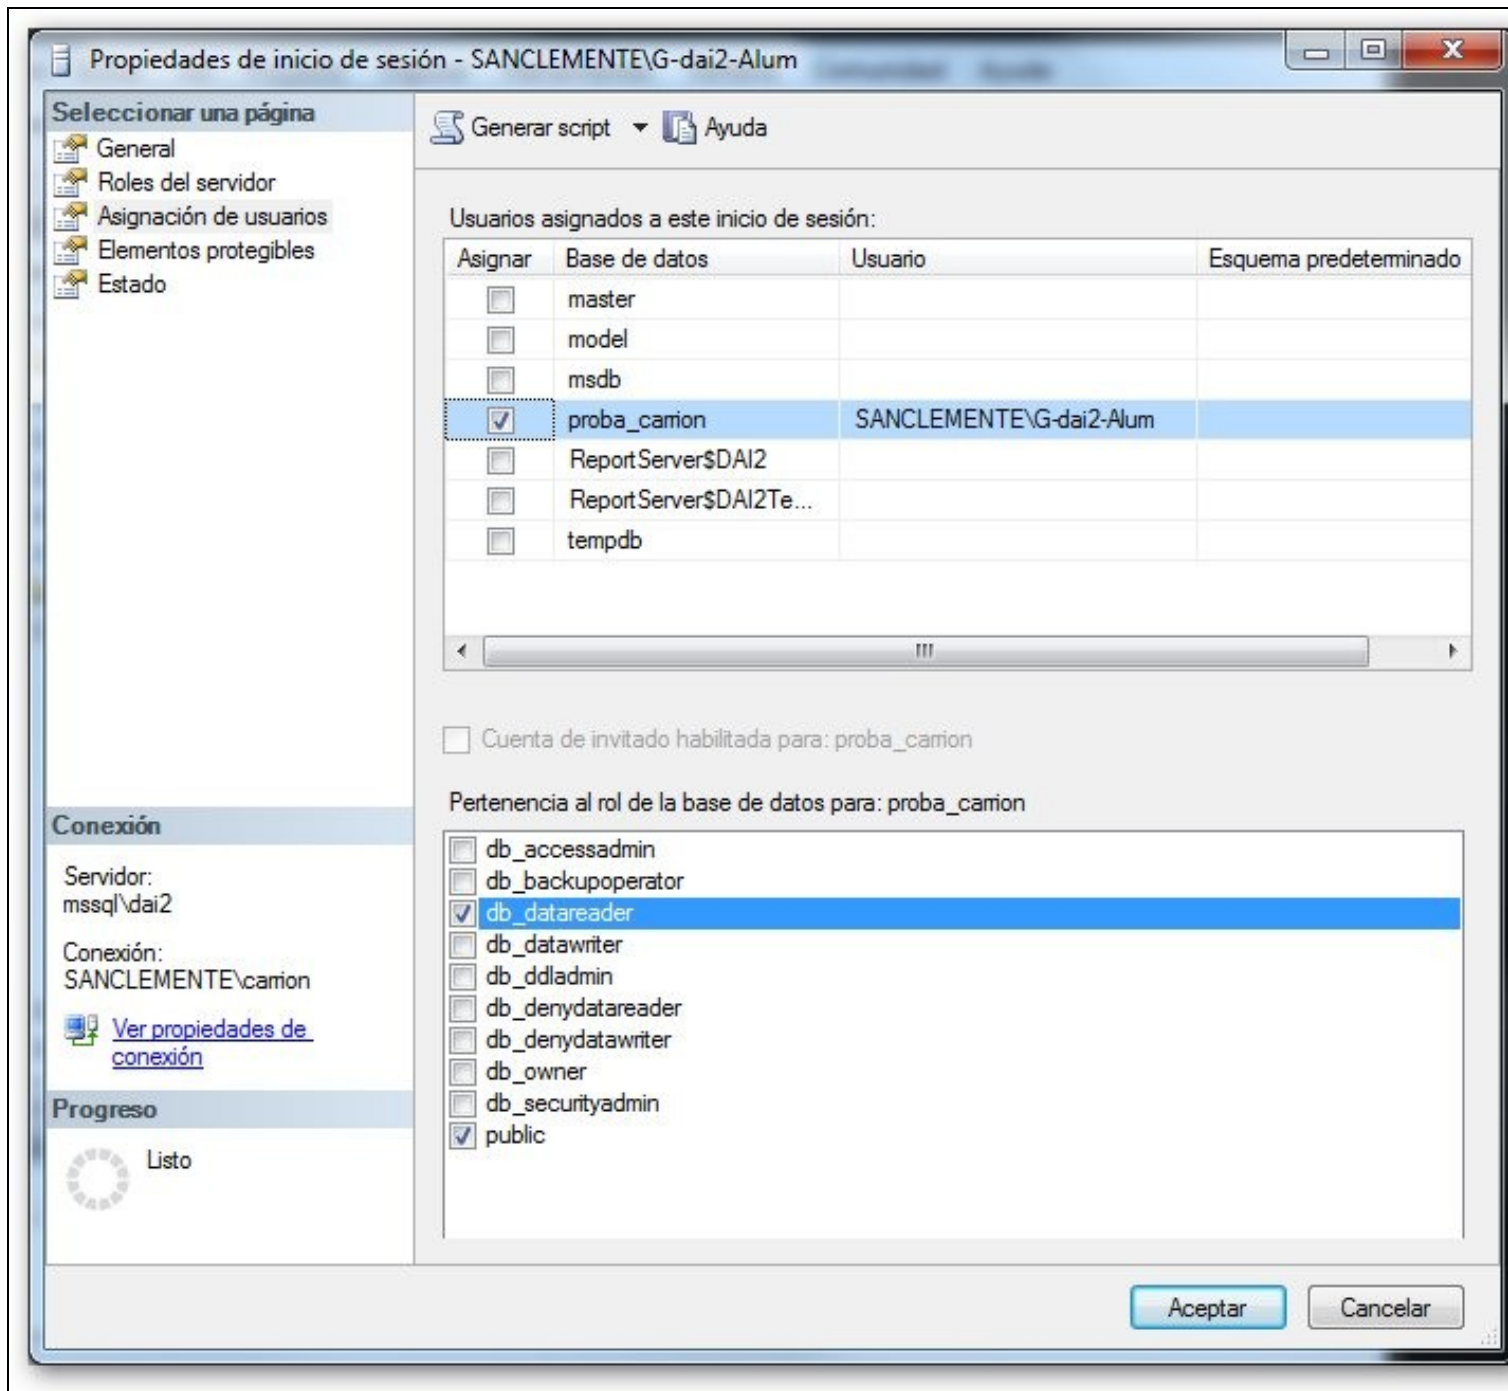 Propiedades de inicio de sesión - SANCLEMENTE\G-dai2-Alum
Seleccionar una página
General
Roles del servidor
Asignación de usuarios
Elementos protegibles
Estado
Generar script
Ayuda
Usuarios asignados a este inicio de sesión:
Asignar Base de datos Usuario Esquema predeterminado
master
model
msdb
proba_carrion SANCLEMENTE\G-dai2-Alum
ReportServer$DAI2
ReportServer$DAI2Te...
tempdb
Cuenta de invitado habilitada para: proba_carrion
Pertenencia al rol de la base de datos para: proba_carrion
db_accessadmin
db_backupoperator
db_datareader
db_datawriter
db_ddladmin
db_denydatareader
db_denydatawriter
db_owner
db_securityadmin
public
Conexión
Servidor:
mssql\dai2
Conexión:
SANCLEMENTE\carrion
Ver propiedades de
conexión
Progreso
Listo
Aceptar Cancelar